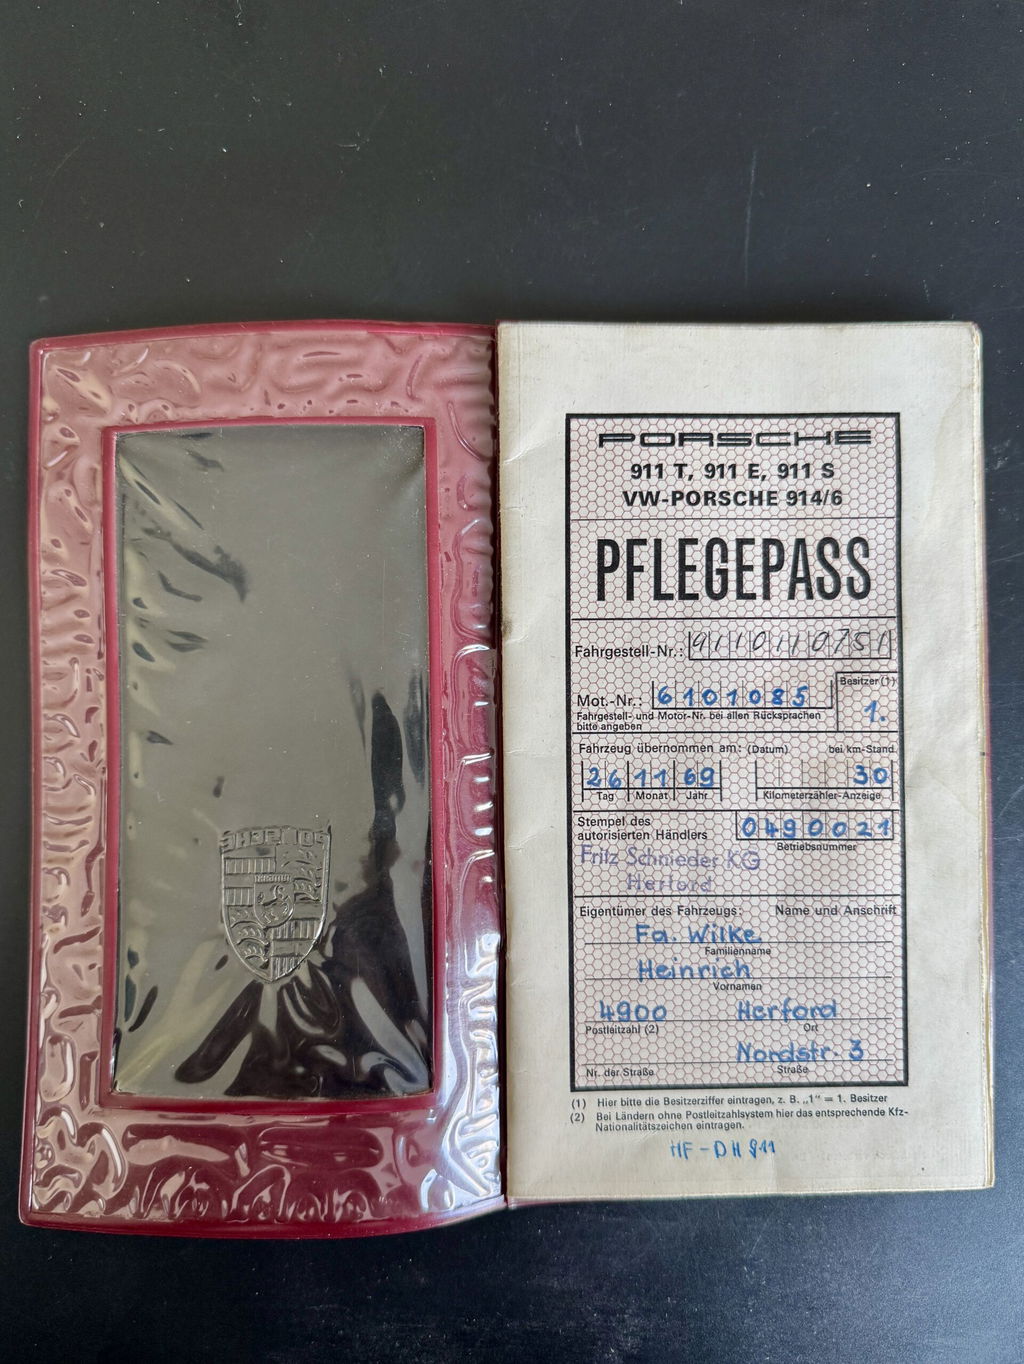 PORSCHE
911 T, 911 E, 911 S
VW-PORSCHE 914/6
PFLEGEPASS
Fahrgestell-Nr.: 9110110751
Mot.-Nr.: 6101085
Besitzer (1)
1.
Fahrgestell- und Motor-Nr. bei allen Rücksprachen
bitte angeben
Fahrzeug übernommen am: (Datum) bei km-Stand
26 11 69 30
Tag Monat Jahr Kilometerzähler-Anzeige
Stempel des
autorisierten Händlers 0490021
Betriebsnummer
Fritz Schnieder KG
Herford
Eigentümer des Fahrzeugs: Name und Anschrift
Fa. Wilke
Familienname
Heinrich
Vornamen
4900 Herford
Postleitzahl (2) Ort
Nordstr. 3
Nr. der Straße Straße
(1) Hier bitte die Besitzerziffer eintragen, z. B. „1" = 1. Besitzer
(2) Bei Ländern ohne Postleitzahlsystem hier das entsprechende Kfz-
Nationalitätszeichen eintragen.
HF-DH 911